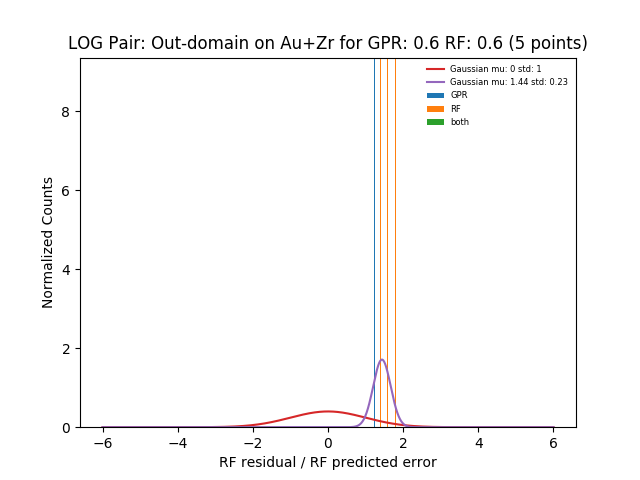 LOG Pair: Out-domain on Au+Zr for GPR: 0.6 RF: 0.6 (5 points)
Gaussian mu: 0 std: 1
Gaussian mu: 1.44 std: 0.23
GPR
RF
both
Normalized Counts
8
6
4
2
0
−6
−4
−2
0
2
4
6
RF residual / RF predicted error